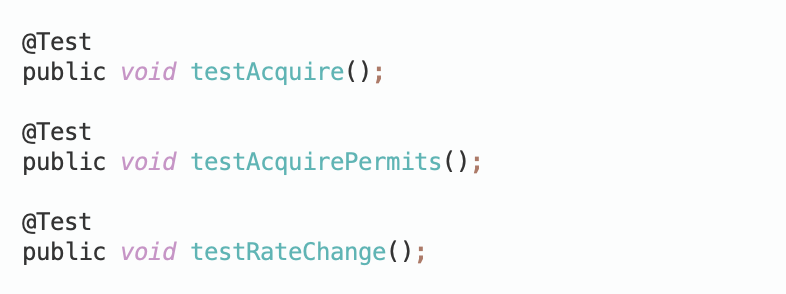 @Test
public void testAcquire();
@Test
public void testAcquirePermits();
@Test
public void testRateChange();